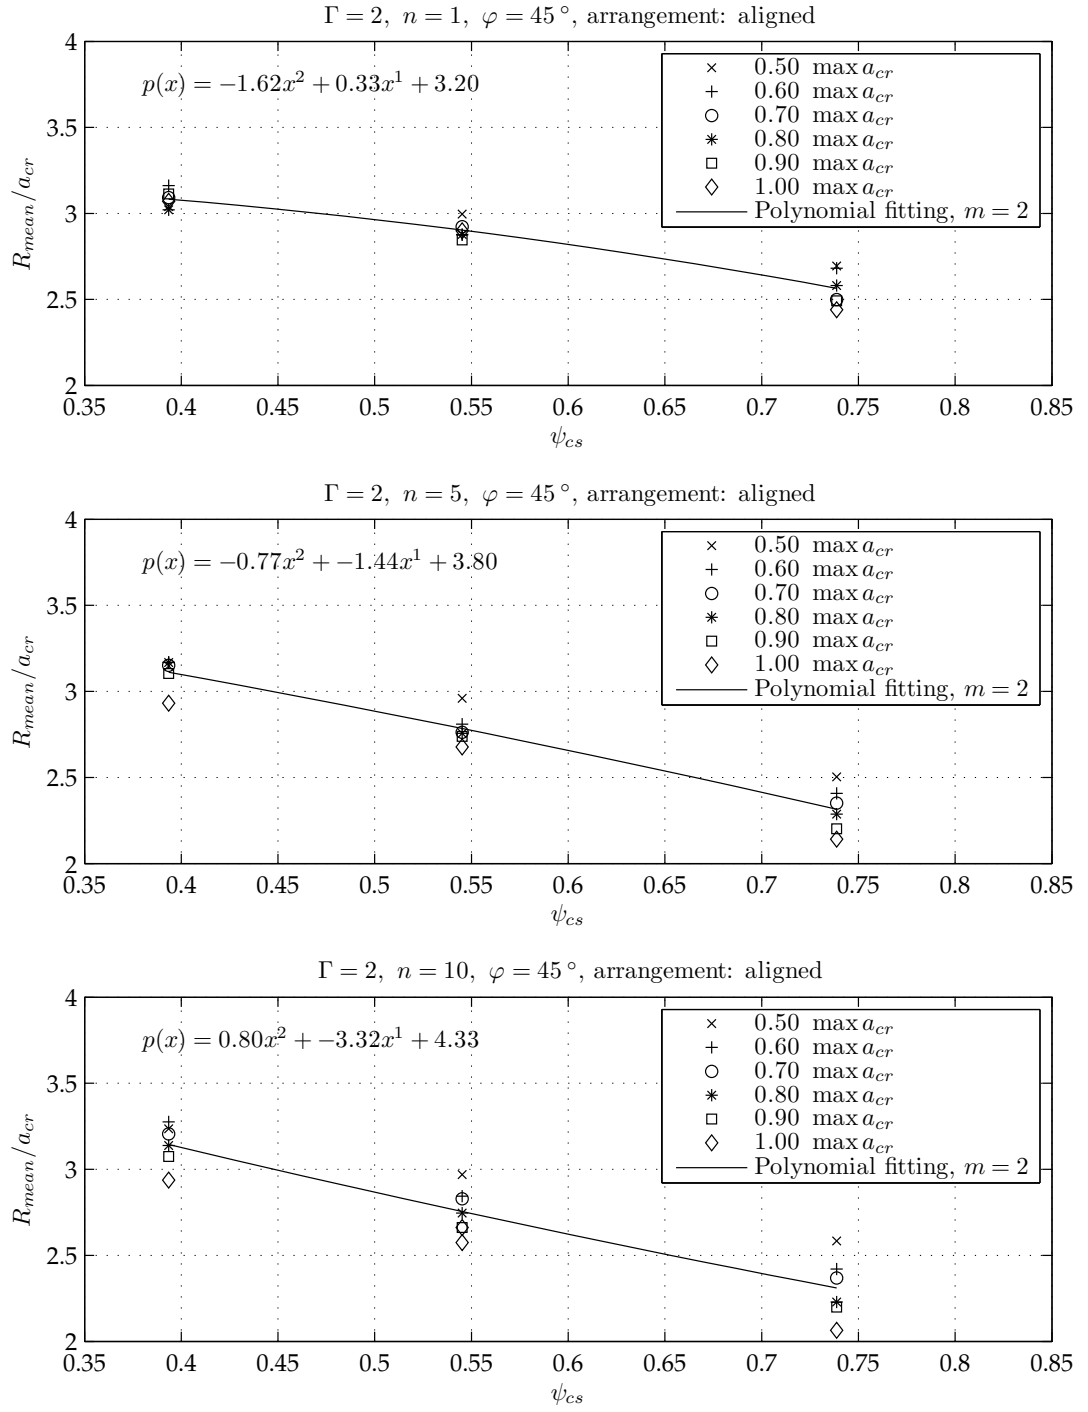 Γ = 2, n = 1, φ = 45°, arrangement: aligned
p(x) = −1.62x² + 0.33x¹ + 3.20
0.50 max a_cr
0.60 max a_cr
0.70 max a_cr
0.80 max a_cr
0.90 max a_cr
1.00 max a_cr
Polynomial fitting, m = 2
4
3.5
3
2.5
2
R_mean/a_cr
0.35 0.4 0.45 0.5 0.55 0.6 0.65 0.7 0.75 0.8 0.85
ψ_cs
Γ = 2, n = 5, φ = 45°, arrangement: aligned
p(x) = −0.77x² + −1.44x¹ + 3.80
0.50 max a_cr
0.60 max a_cr
0.70 max a_cr
0.80 max a_cr
0.90 max a_cr
1.00 max a_cr
Polynomial fitting, m = 2
4
3.5
3
2.5
2
R_mean/a_cr
0.35 0.4 0.45 0.5 0.55 0.6 0.65 0.7 0.75 0.8 0.85
ψ_cs
Γ = 2, n = 10, φ = 45°, arrangement: aligned
p(x) = 0.80x² + −3.32x¹ + 4.33
0.50 max a_cr
0.60 max a_cr
0.70 max a_cr
0.80 max a_cr
0.90 max a_cr
1.00 max a_cr
Polynomial fitting, m = 2
4
3.5
3
2.5
2
R_mean/a_cr
0.35 0.4 0.45 0.5 0.55 0.6 0.65 0.7 0.75 0.8 0.85
ψ_cs